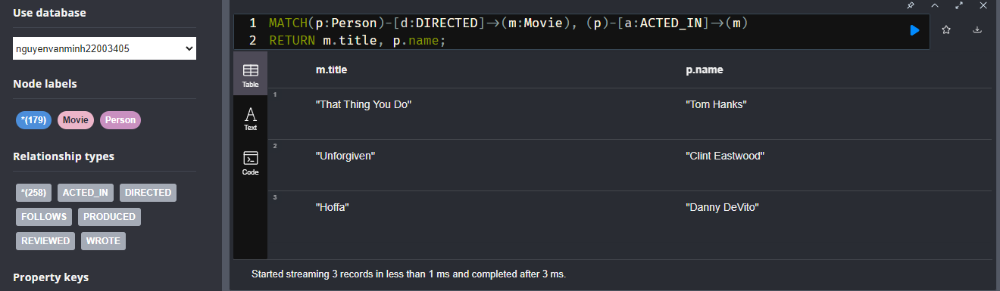 Use database
nguyenvanminh22003405
Node labels
*(179) Movie Person
Relationship types
*(258) ACTED_IN DIRECTED
FOLLOWS PRODUCED
REVIEWED WROTE
Property keys
1 MATCH(p:Person)-[d:DIRECTED]→(m:Movie), (p)-[a:ACTED_IN]→(m)
2 RETURN m.title, p.name;
Table
Text
Code
m.title p.name
1 "That Thing You Do" "Tom Hanks"
2 "Unforgiven" "Clint Eastwood"
3 "Hoffa" "Danny DeVito"
Started streaming 3 records in less than 1 ms and completed after 3 ms.